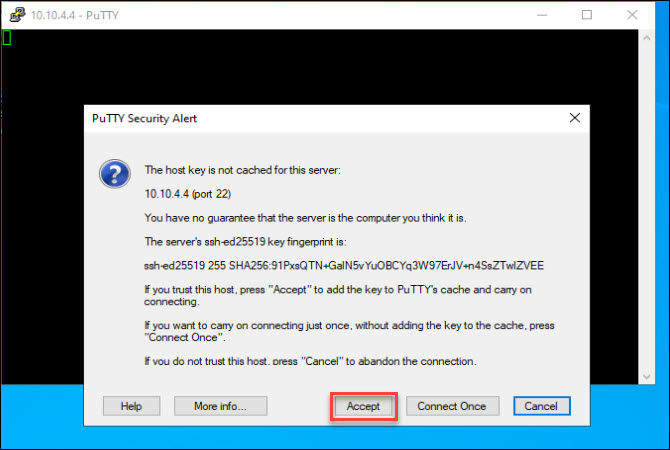 10.10.4.4 - PuTTY
PuTTY Security Alert
The host key is not cached for this server:
10.10.4.4 (port 22)
You have no guarantee that the server is the computer you think it is.
The server's ssh-ed25519 key fingerprint is:
ssh-ed25519 255 SHA256:91PxsQTN+GaIN5vYuOBCYq3W97ErJV+n4SsZTwIZVEE
If you trust this host, press "Accept" to add the key to PuTTY's cache and carry on
connecting.
If you want to carry on connecting just once, without adding the key to the cache, press
"Connect Once".
If you do not trust this host, press "Cancel" to abandon the connection.
Help More info... Accept Connect Once Cancel